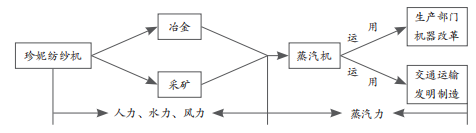 生产部门
机器改革
冶金
运 用
珍妮纺纱机
蒸汽机
运 用
采矿
交通运输
发明制造
人力、水力、风力
蒸汽力